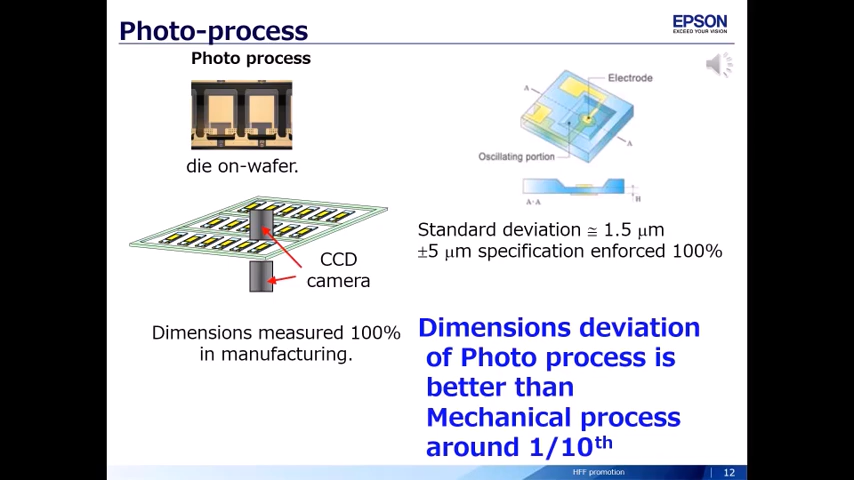 Photo-process
EPSON
EXCEED YOUR VISION
Photo process
die on-wafer.
CCD
camera
Dimensions measured 100%
in manufacturing.
A
Electrode
Oscillating portion
A
A-A
H
Standard deviation ≅ 1.5 μm
±5 μm specification enforced 100%
Dimensions deviation
of Photo process is
better than
Mechanical process
around 1/10th
HFF promotion
12